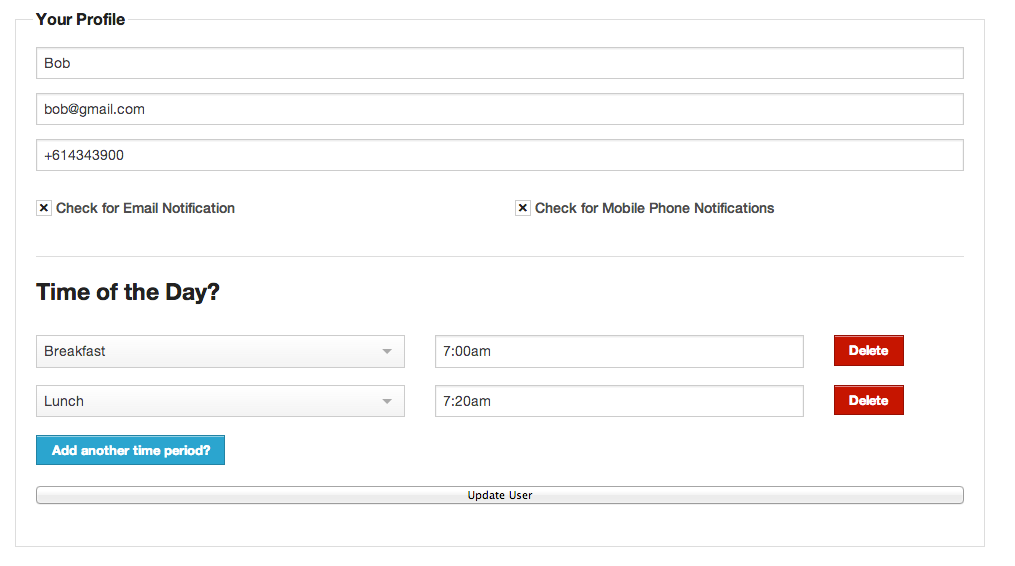 Your Profile
Bob
bob@gmail.com
+614343900
Check for Email Notification
Check for Mobile Phone Notifications
Time of the Day?
Breakfast
7:00am
Delete
Lunch
7:20am
Delete
Add another time period?
Update User